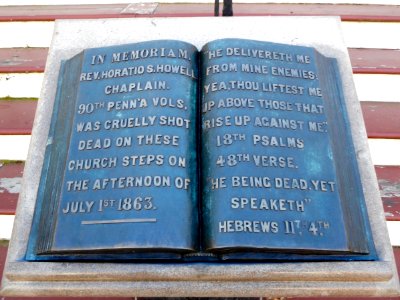 IN MEMORIAM.
REV. HORATIO S. HOWELL
CHAPLAIN.
90TH PENN'A VOLS.
WAS CRUELLY SHOT
DEAD ON THESE
CHURCH STEPS ON
THE AFTERNOON OF
JULY 1ST 1863.
"HE DELIVERETH ME
FROM MINE ENEMIES.
YEA, THOU LIFTEST ME
UP ABOVE THOSE THAT
RISE UP AGAINST ME."
18TH PSALMS
48TH VERSE.
"HE BEING DEAD, YET
SPEAKETH"
HEBREWS 11TH 4TH.